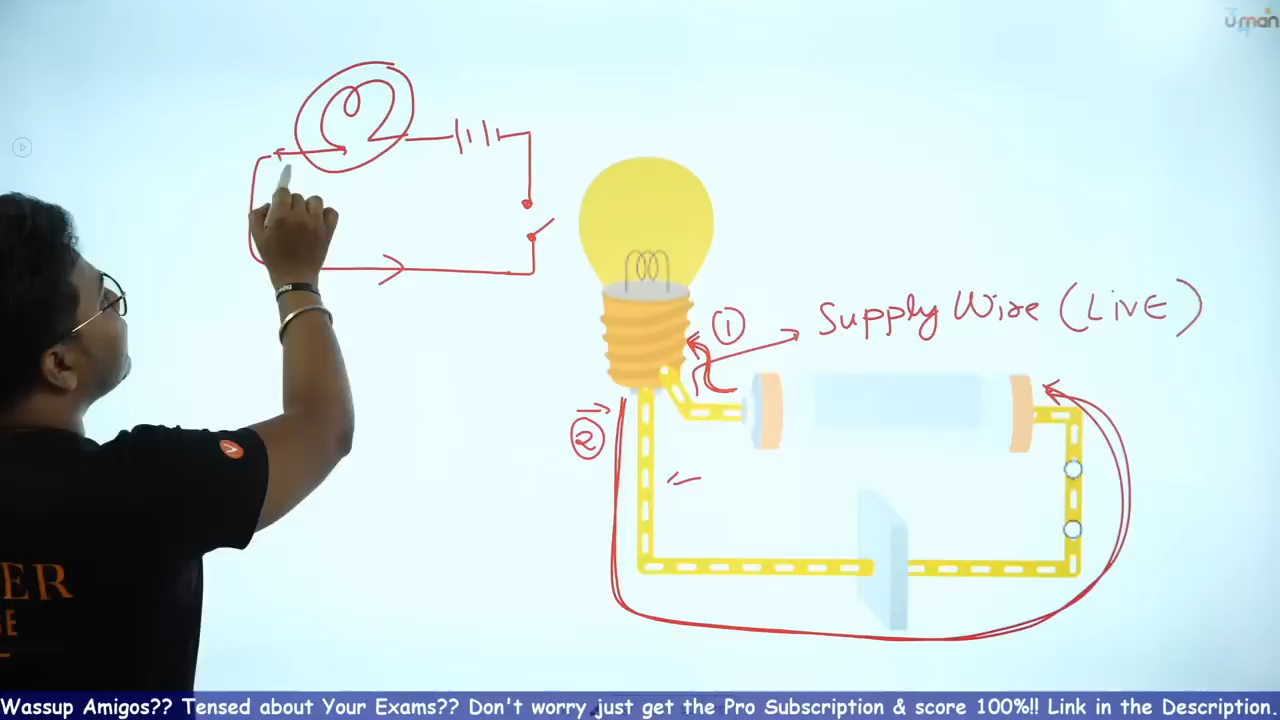 U4man
①
Supply Wire (LIVE)
②
ER
Wassup Amigos?? Tensed about Your Exams?? Don't worry just get the Pro Subscription & score 100%!! Link in the Description.